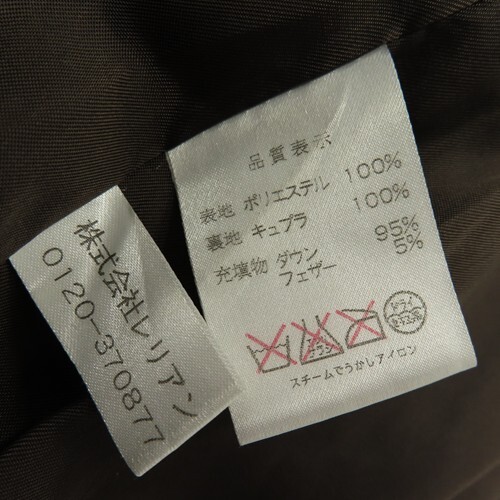 品質表示
表地 ポリエステル 100%
裏地 キュプラ 100%
充填物 ダウン 95%
フェザー 5%
ドライ
スチームでうかしアイロン
株式会社レリアン
0120-370877